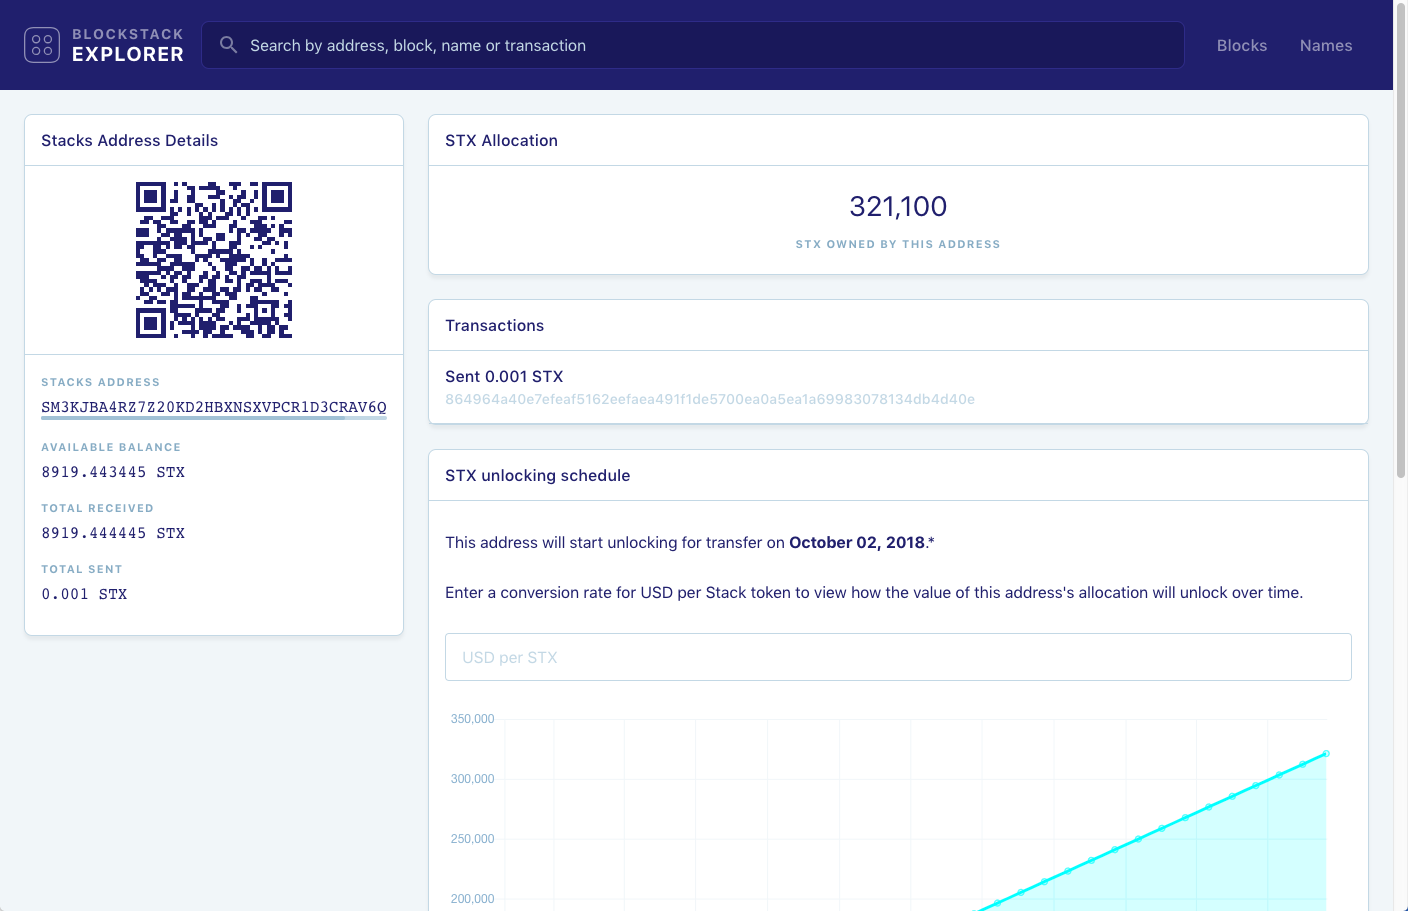 BLOCKSTACK
EXPLORER
Search by address, block, name or transaction
Blocks
Names
Stacks Address Details
STACKS ADDRESS
SM3KJBA4RZ7Z20KD2HBXNSXVPCR1D3CRAV6Q
AVAILABLE BALANCE
8919.443445 STX
TOTAL RECEIVED
8919.444445 STX
TOTAL SENT
0.001 STX
STX Allocation
321,100
STX OWNED BY THIS ADDRESS
Transactions
Sent 0.001 STX
864964a40e7efeaf5162eefaea491f1de5700ea0a5ea1a69983078134db4d40e
STX unlocking schedule
This address will start unlocking for transfer on October 02, 2018.*
Enter a conversion rate for USD per Stack token to view how the value of this address's allocation will unlock over time.
USD per STX
350,000
300,000
250,000
200,000